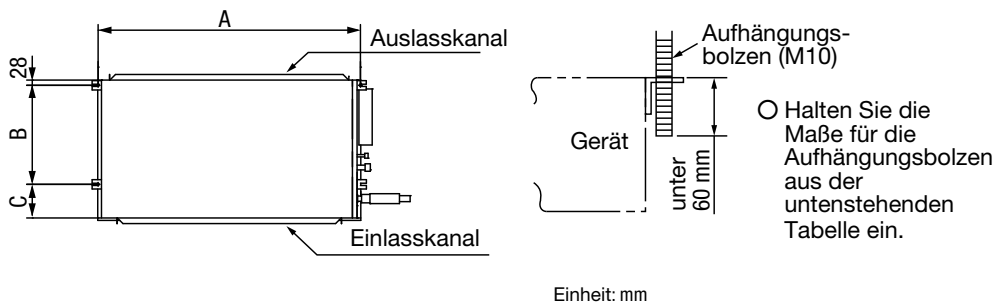 A
Auslasskanal
28
B
C
Einlasskanal
Aufhängungs-
bolzen (M10)
Gerät
unter
60 mm
○ Halten Sie die
Maße für die
Aufhängungsbolzen
aus der
untenstehenden
Tabelle ein.
Einheit: mm